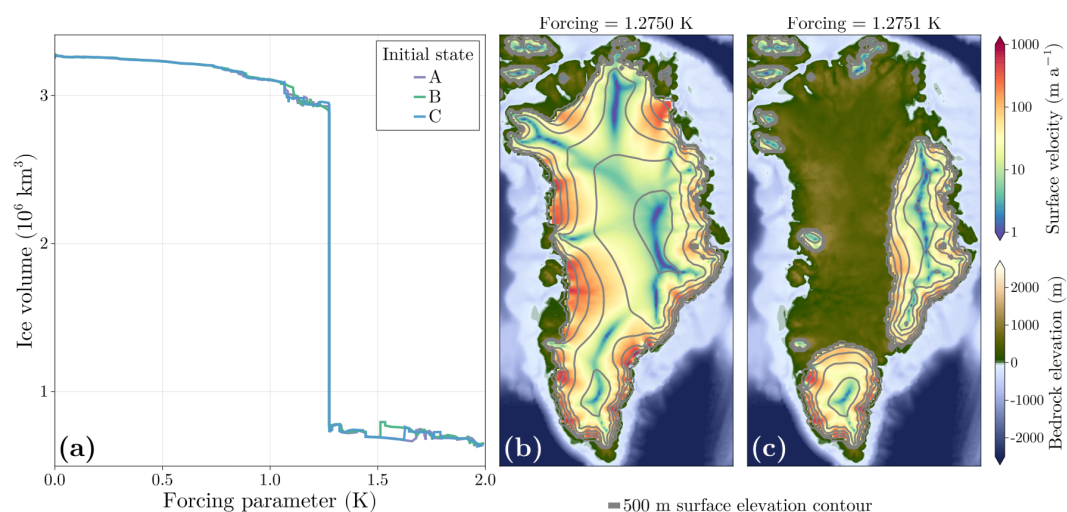 Forcing = 1.2750 K
Forcing = 1.2751 K
Initial state
A
B
C
3
2
1
Ice volume (10⁶ km³)
(a)
0.0
0.5
1.0
1.5
2.0
Forcing parameter (K)
(b)
(c)
1000
100
10
1
Surface velocity (m a⁻¹)
2000
1000
0
-1000
-2000
Bedrock elevation (m)
500 m surface elevation contour